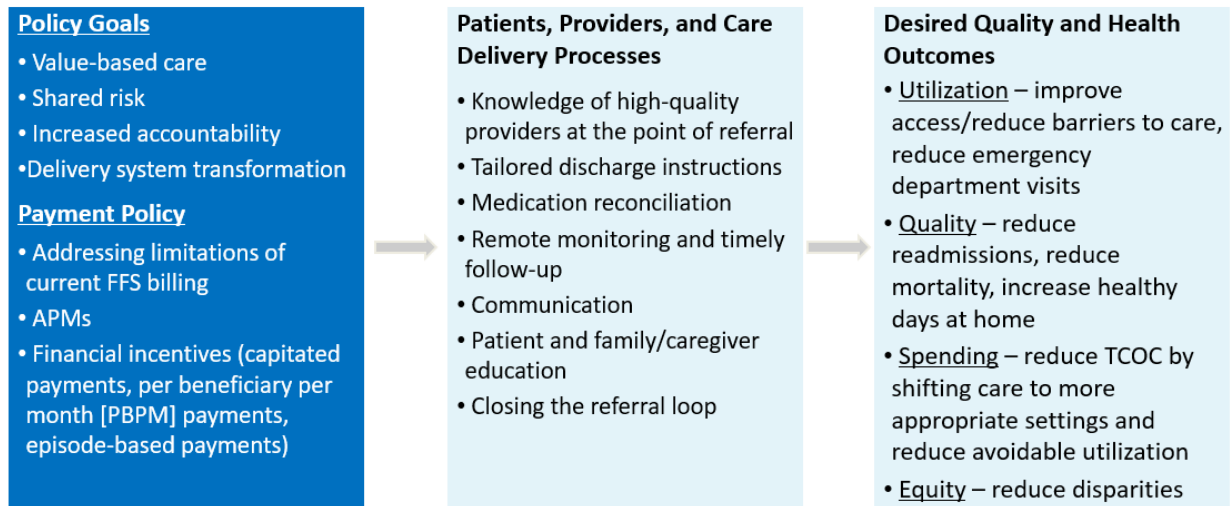 Policy Goals
• Value-based care
• Shared risk
• Increased accountability
•Delivery system transformation
Payment Policy
• Addressing limitations of
current FFS billing
• APMs
• Financial incentives (capitated
payments, per beneficiary per
month [PBPM] payments,
episode-based payments)
Patients, Providers, and Care
Delivery Processes
• Knowledge of high-quality
providers at the point of referral
• Tailored discharge instructions
• Medication reconciliation
• Remote monitoring and timely
follow-up
• Communication
• Patient and family/caregiver
education
• Closing the referral loop
Desired Quality and Health
Outcomes
• Utilization – improve
access/reduce barriers to care,
reduce emergency
department visits
• Quality – reduce
readmissions, reduce
mortality, increase healthy
days at home
• Spending – reduce TCOC by
shifting care to more
appropriate settings and
reduce avoidable utilization
• Equity – reduce disparities